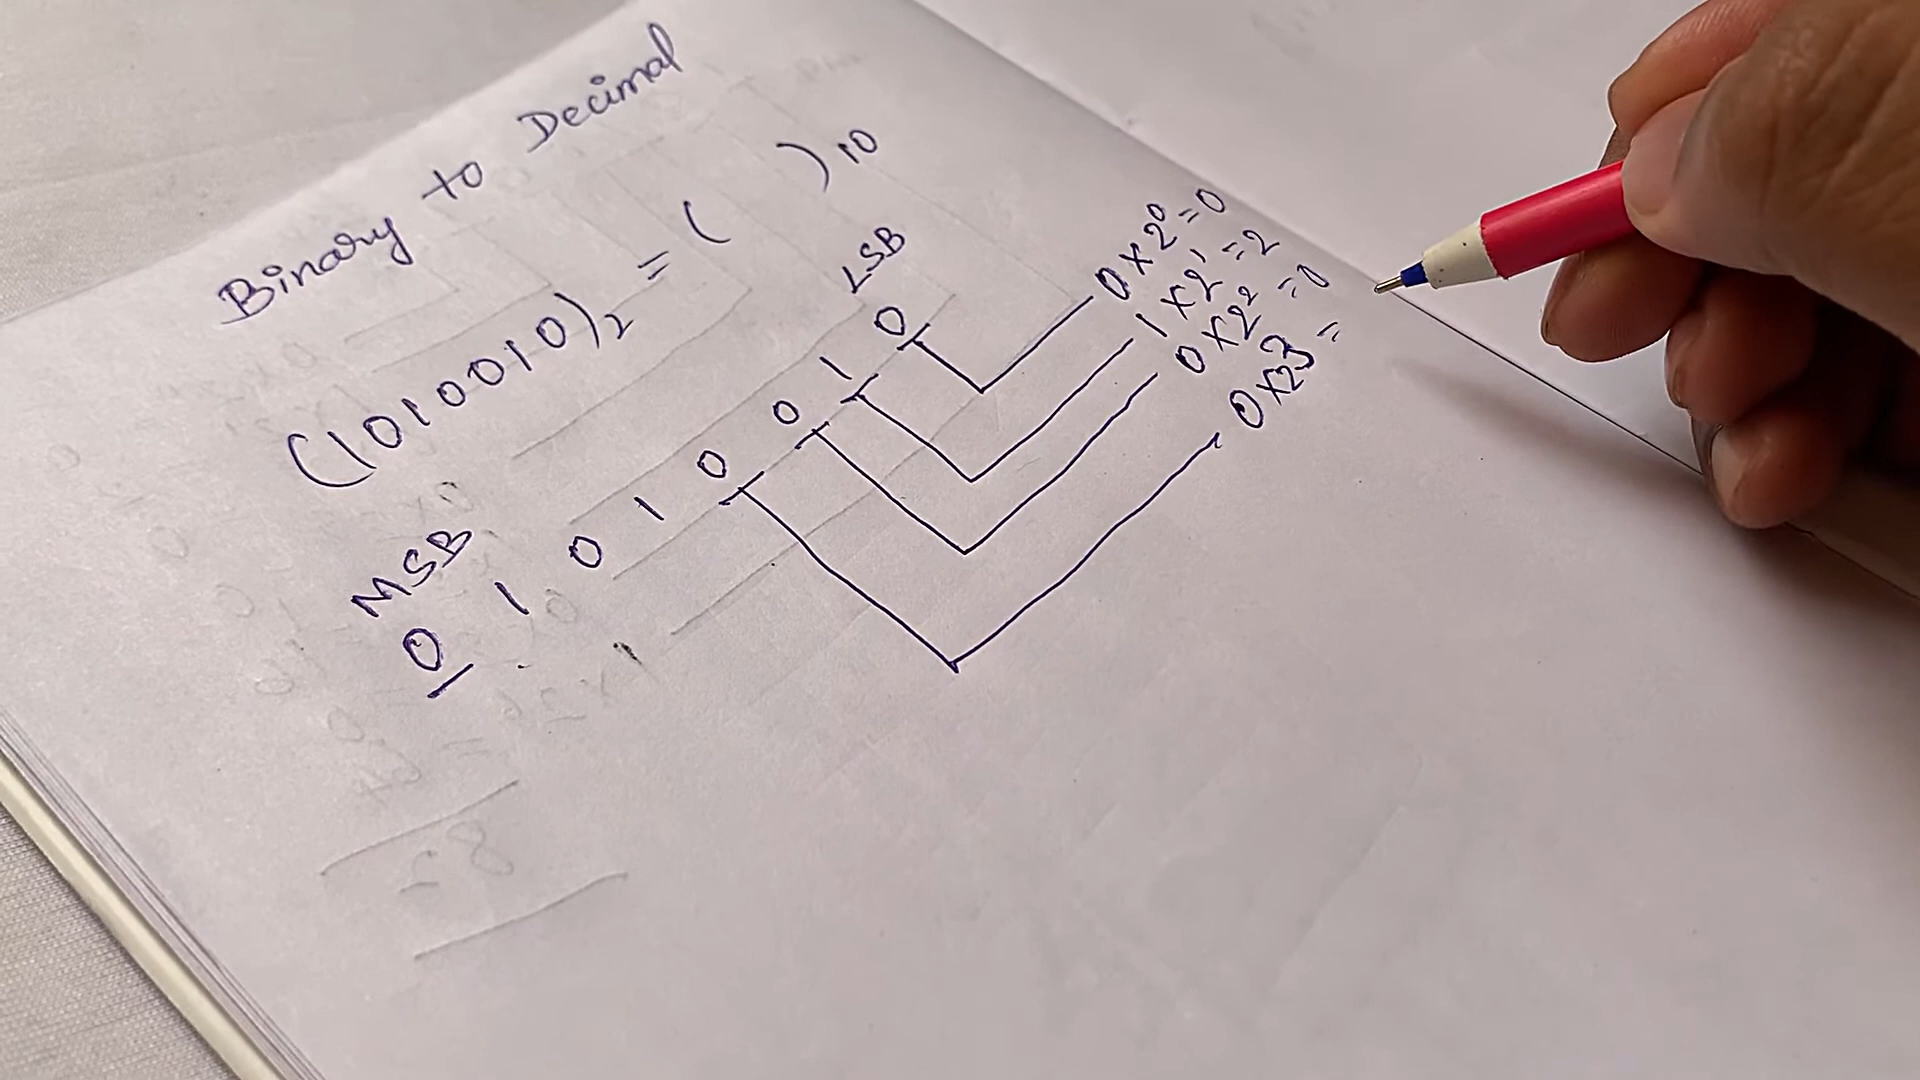 Binary to Decimal
(1010010)₂ = ( )₁₀
MSB LSB
0 1 0 1 0 0 1 0
0 × 2⁰ = 0
1 × 2¹ = 2
0 × 2² = 0
0 × 2³ =